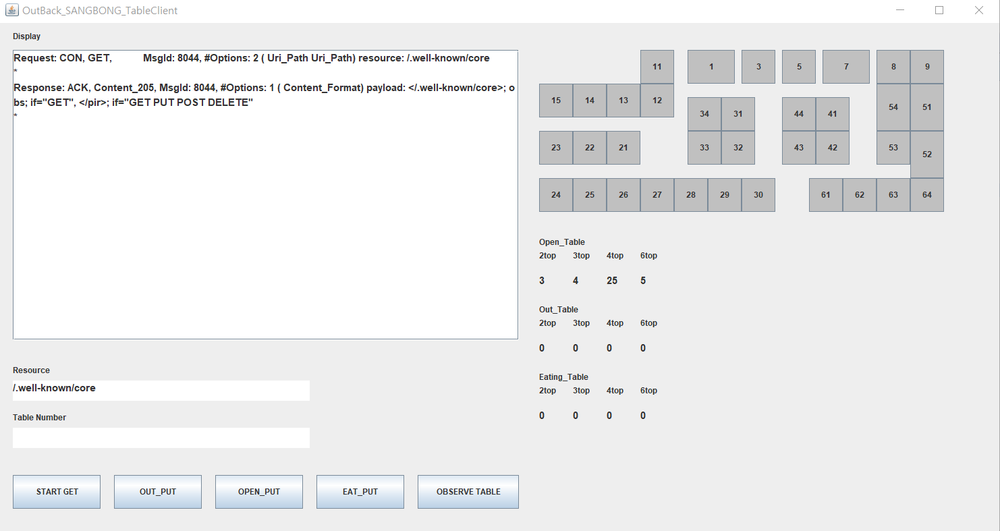 OutBack_SANGBONG_TableClient
Display
Request: CON, GET, MsgId: 8044, #Options: 2 ( Uri_Path Uri_Path) resource: /.well-known/core
*
Response: ACK, Content_205, MsgId: 8044, #Options: 1 ( Content_Format) payload: </.well-known/core>; o
bs; if="GET", </pir>; if="GET PUT POST DELETE"
*
Resource
/.well-known/core
Table Number
START GET OUT_PUT OPEN_PUT EAT_PUT OBSERVE TABLE
11 1 3 5 7 8 9
15 14 13 12 54 51
34 31 44 41
23 22 21 33 32 43 42 53 52
24 25 26 27 28 29 30 61 62 63 64
Open_Table
2top 3top 4top 6top
3 4 25 5
Out_Table
2top 3top 4top 6top
0 0 0 0
Eating_Table
2top 3top 4top 6top
0 0 0 0